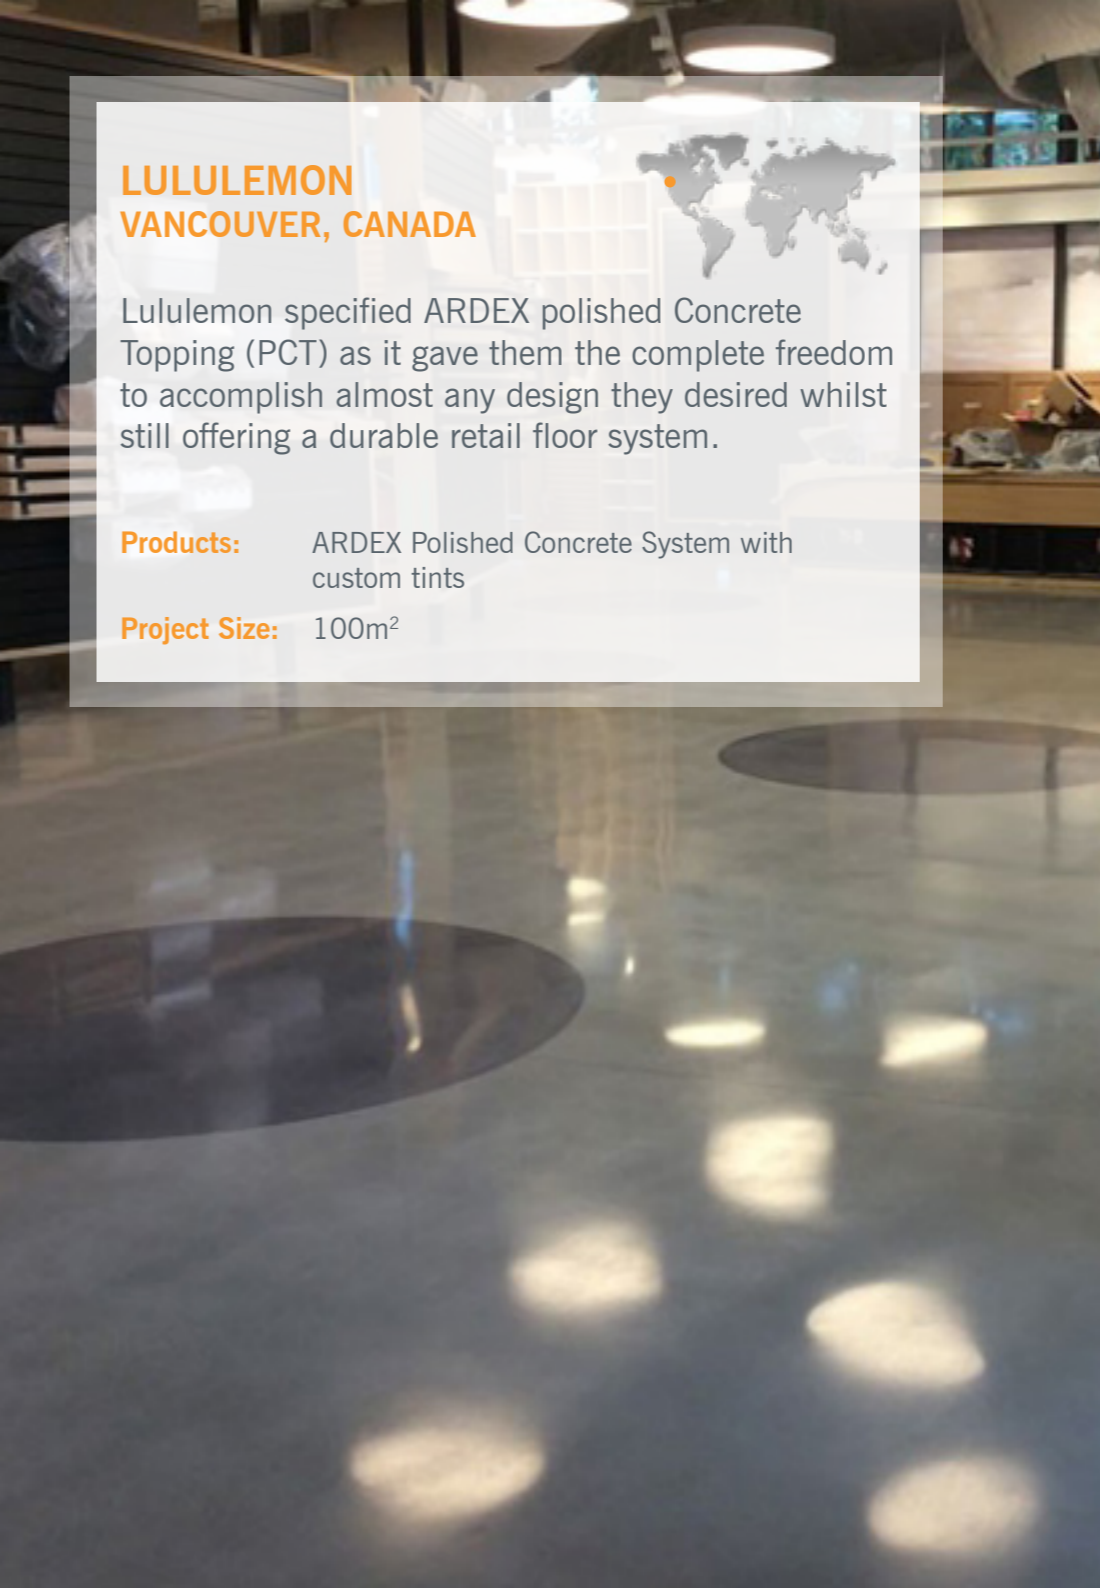 LULULEMON
VANCOUVER, CANADA
Lululemon specified ARDEX polished Concrete
Topping (PCT) as it gave them the complete freedom
to accomplish almost any design they desired whilst
still offering a durable retail floor system.
Products: ARDEX Polished Concrete System with
custom tints
Project Size: 100m²